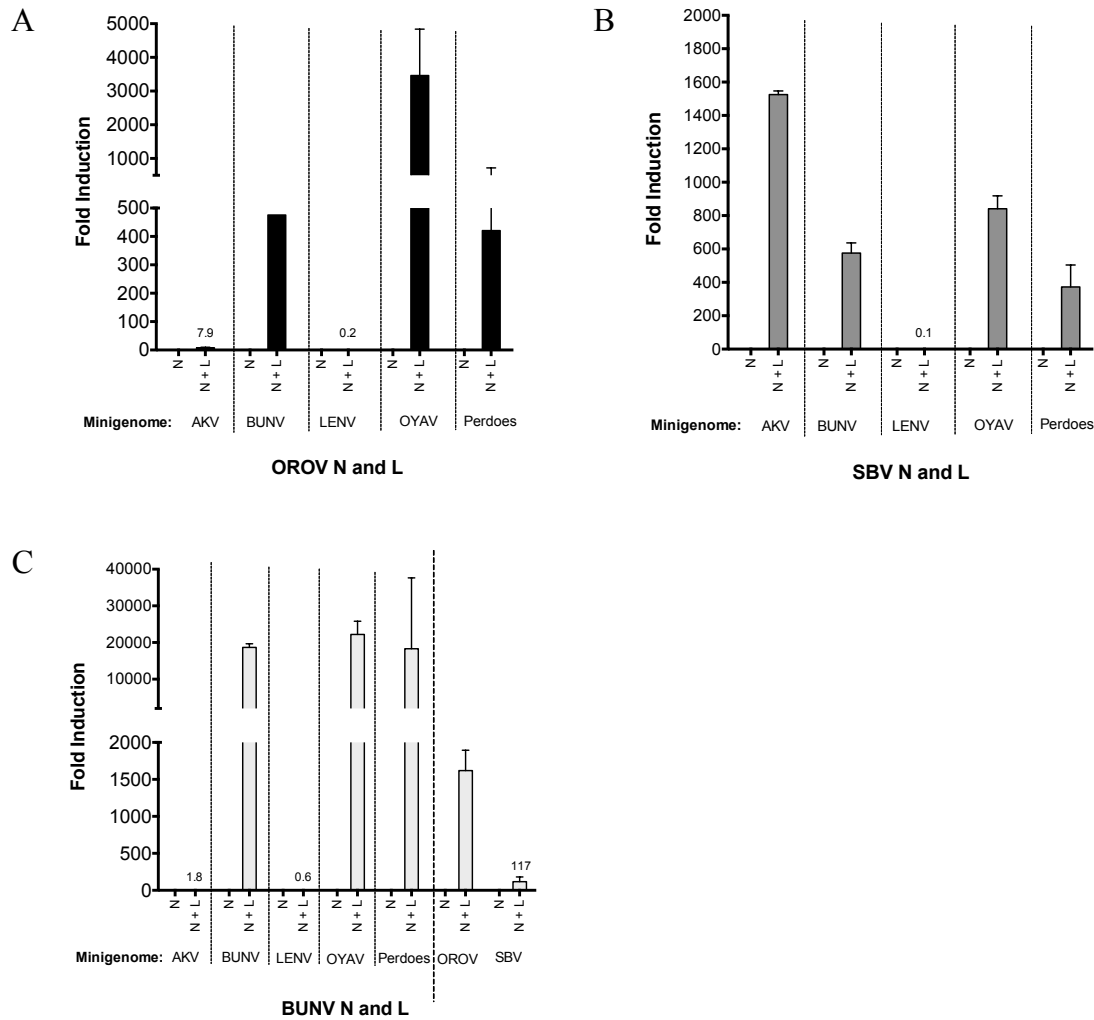 A
Fold Induction
5000
4000
3000
2000
1000
500
400
300
200
100
0
7.9
0.2
N
N + L
N
N + L
N
N + L
N
N + L
N
N + L
Minigenome: AKV BUNV LENV OYAV Perdoes
OROV N and L
B
Fold Induction
2000
1800
1600
1400
1200
1000
800
600
400
200
0
0.1
N
N + L
N
N + L
N
N + L
N
N + L
N
N + L
Minigenome: AKV BUNV LENV OYAV Perdoes
SBV N and L
C
Fold Induction
40000
30000
20000
10000
2000
1500
1000
500
0
1.8
0.6
117
N
N + L
N
N + L
N
N + L
N
N + L
N
N + L
N
N + L
N
N + L
Minigenome: AKV BUNV LENV OYAV Perdoes OROV SBV
BUNV N and L